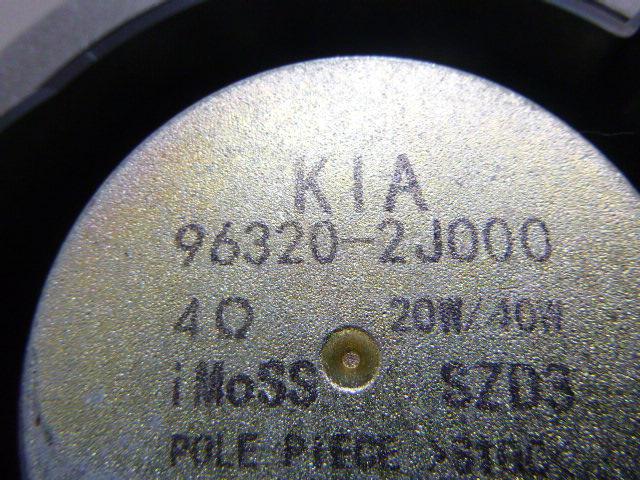 KIA
96320-2J000
4Ω 20W/40W
iMoSS SZD3
POLE PIECE